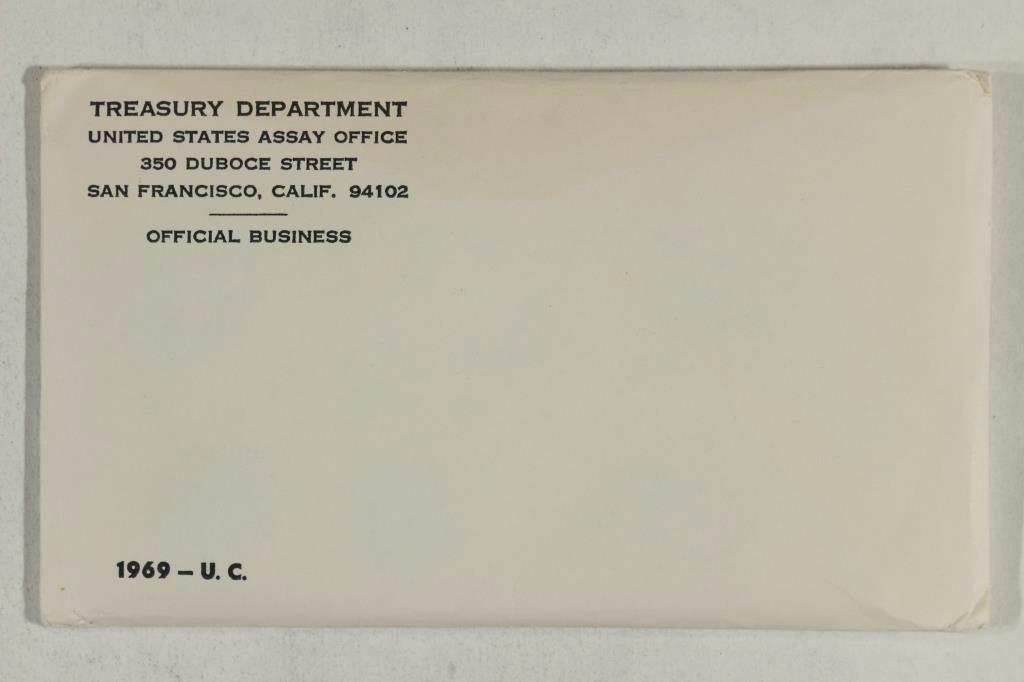 TREASURY DEPARTMENT
UNITED STATES ASSAY OFFICE
350 DUBOCE STREET
SAN FRANCISCO, CALIF. 94102
OFFICIAL BUSINESS
1969 – U. C.